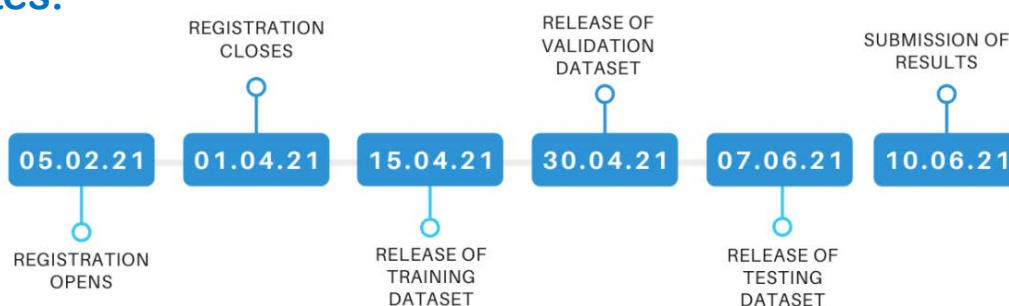 REGISTRATION
CLOSES
RELEASE OF
VALIDATION
DATASET
SUBMISSION OF
RESULTS
05.02.21
01.04.21
15.04.21
30.04.21
07.06.21
10.06.21
REGISTRATION
OPENS
RELEASE OF
TRAINING
DATASET
RELEASE OF
TESTING
DATASET